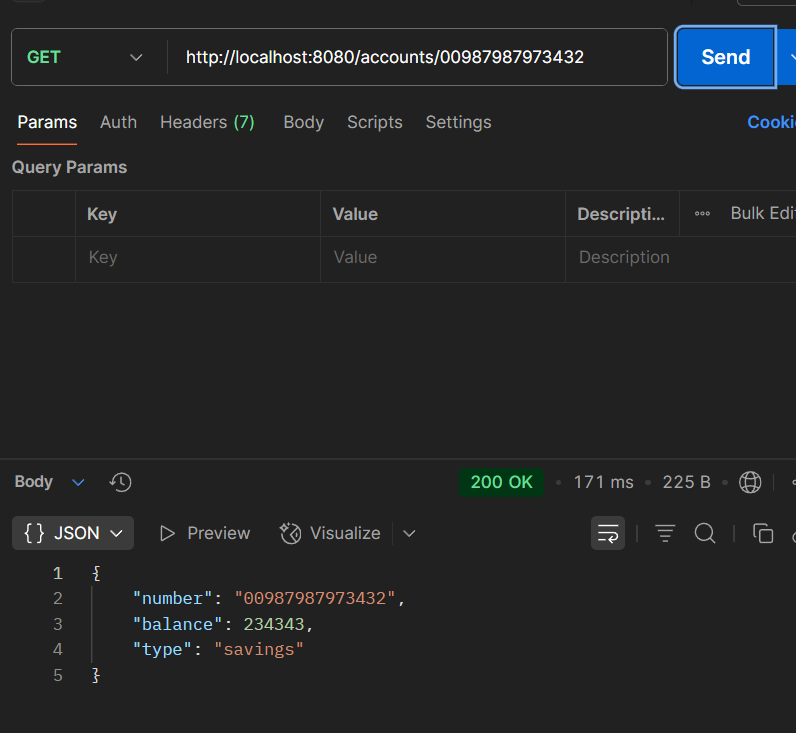 GET http://localhost:8080/accounts/00987987973432 Send
Params Auth Headers (7) Body Scripts Settings Cooki
Query Params
Key Value Descripti... Bulk Edi
Key Value Description
Body 200 OK • 171 ms • 225 B •
{} JSON Preview Visualize
1 {
2 "number": "00987987973432",
3 "balance": 234343,
4 "type": "savings"
5 }